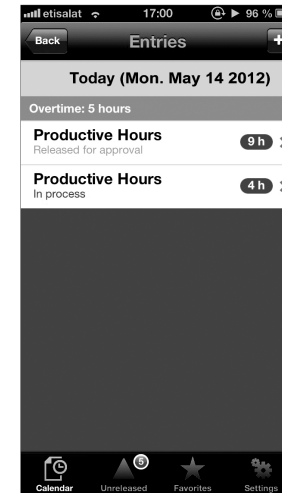 etisalat 17:00 96 %
Back Entries +
Today (Mon. May 14 2012)
Overtime: 5 hours
Productive Hours
Released for approval
9 h
Productive Hours
In process
4 h
5
Calendar Unreleased Favorites Settings